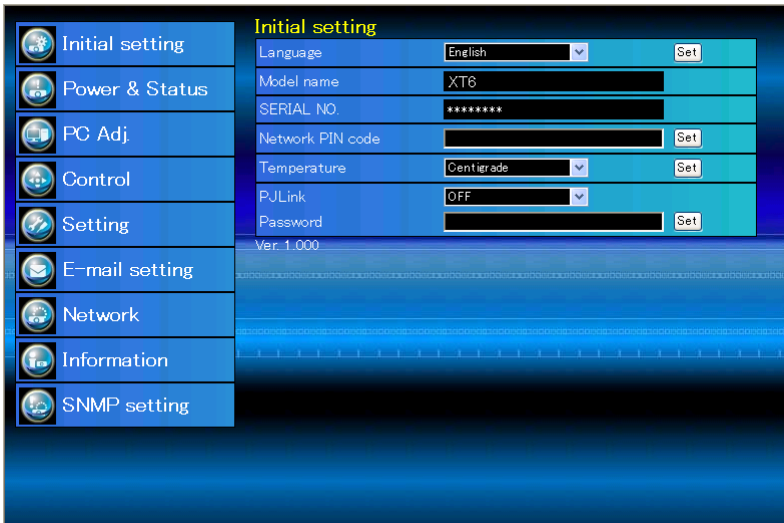 Initial setting
Power & Status
PC Adj.
Control
Setting
E-mail setting
Network
Information
SNMP setting
Initial setting
Language English Set
Model name XT6
SERIAL NO. ********
Network PIN code Set
Temperature Centigrade Set
PJLink OFF
Password Set
Ver. 1.000